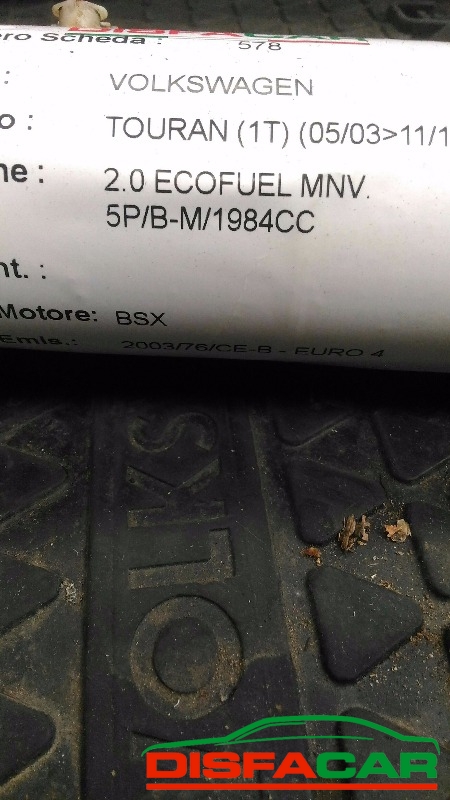 DISFACAR
ero Scheda : 578
: VOLKSWAGEN
o : TOURAN (1T) (05/03>11/1
ne : 2.0 ECOFUEL MNV.
5P/B-M/1984CC
nt. :
Motore: BSX
Emis.: 2003/76/CE-B - EURO 4
VOLKS
DISFACAR